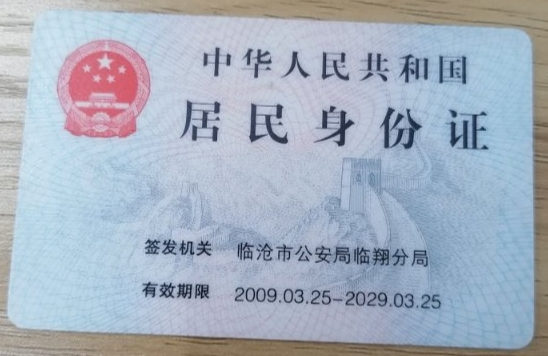 中华人民共和国
居民身份证
签发机关 临沧市公安局临翔分局
有效期限 2009.03.25-2029.03.25